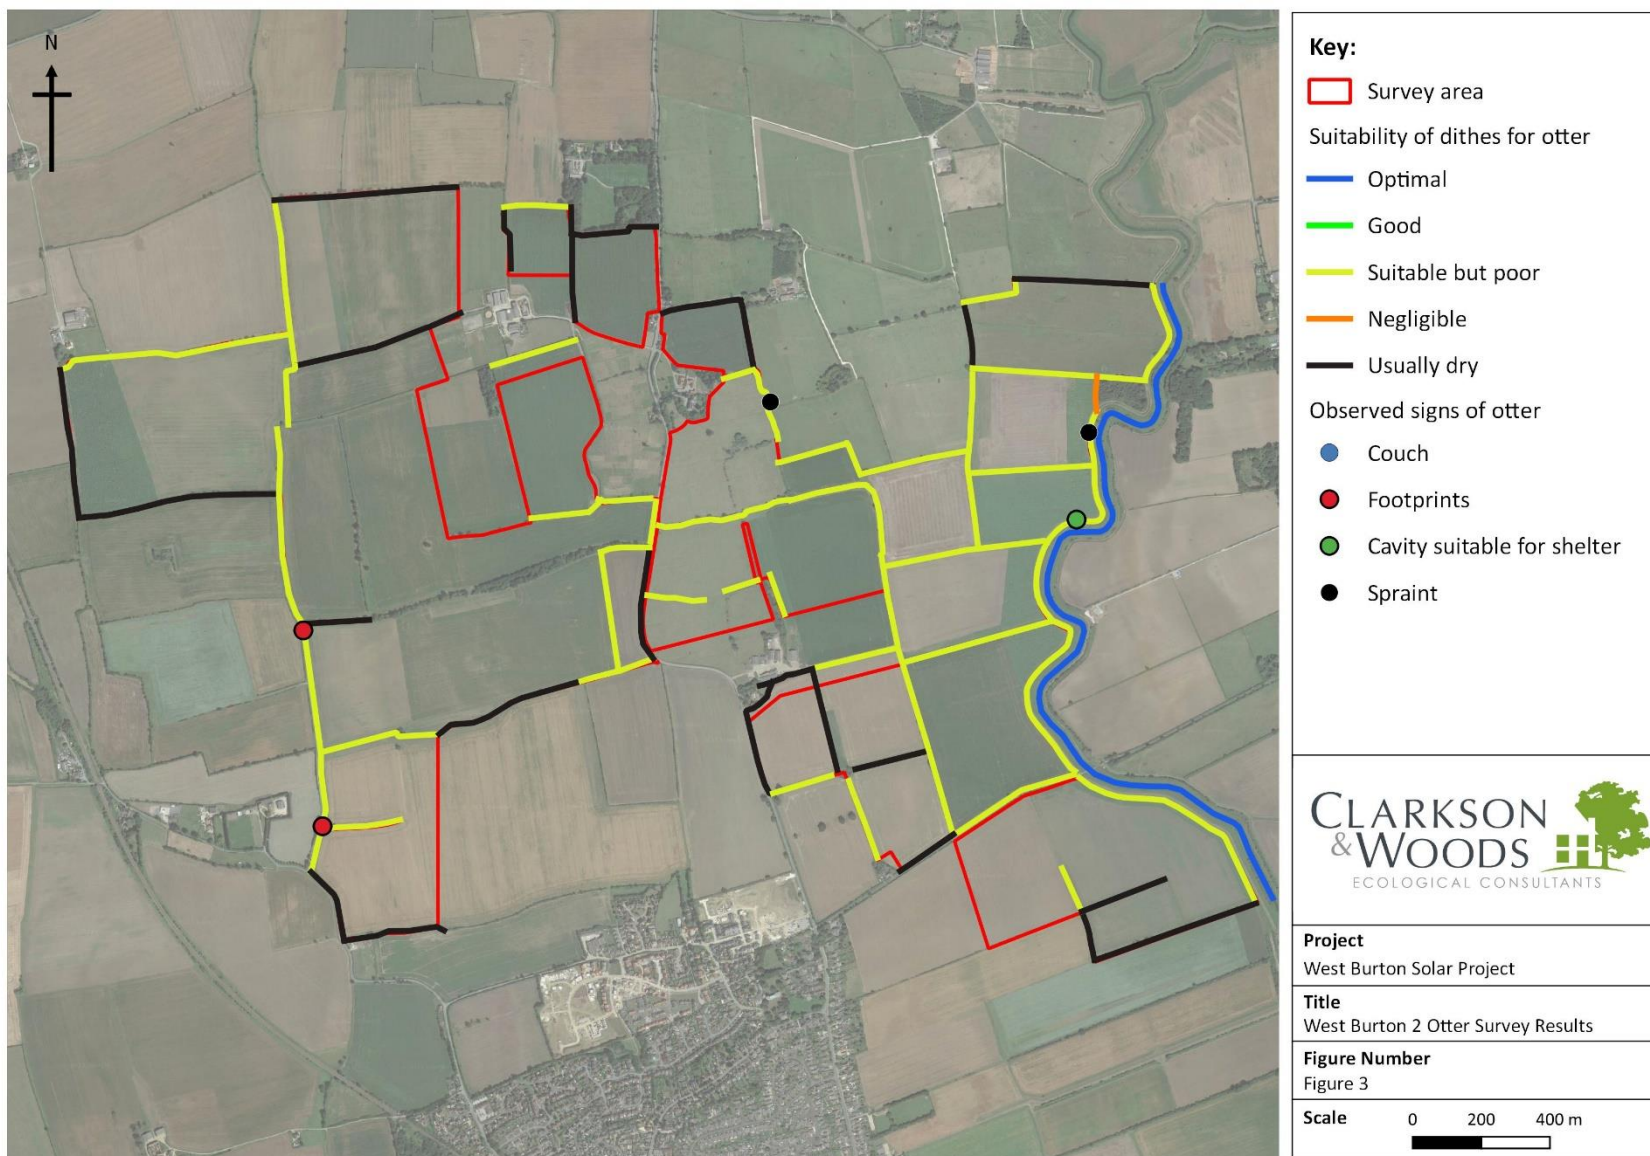 N
Key:
Survey area
Suitability of dithes for otter
Optimal
Good
Suitable but poor
Negligible
Usually dry
Observed signs of otter
Couch
Footprints
Cavity suitable for shelter
Spraint
CLARKSON
& WOODS
ECOLOGICAL CONSULTANTS
Project
West Burton Solar Project
Title
West Burton 2 Otter Survey Results
Figure Number
Figure 3
Scale 0 200 400 m